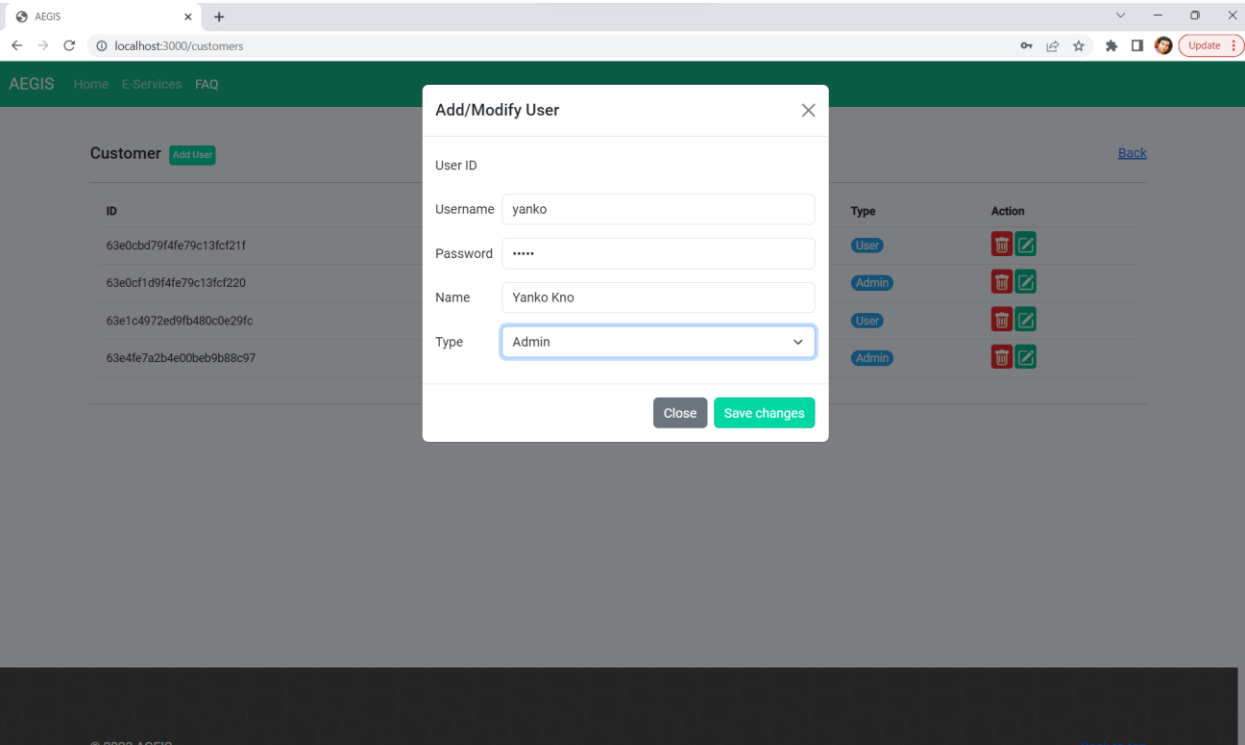 AEGIS
localhost:3000/customers
Update
AEGIS Home E-Services FAQ
Customer Add User
Back
ID Type Action
63e0cbd79f4fe79c13fcf21f User
63e0cf1d9f4fe79c13fcf220 Admin
63e1c4972ed9fb480c0e29fc User
63e4fe7a2b4e00beb9b88c97 Admin
Add/Modify User
User ID
Username yanko
Password •••••
Name Yanko Kno
Type Admin
Close Save changes
AEGIS